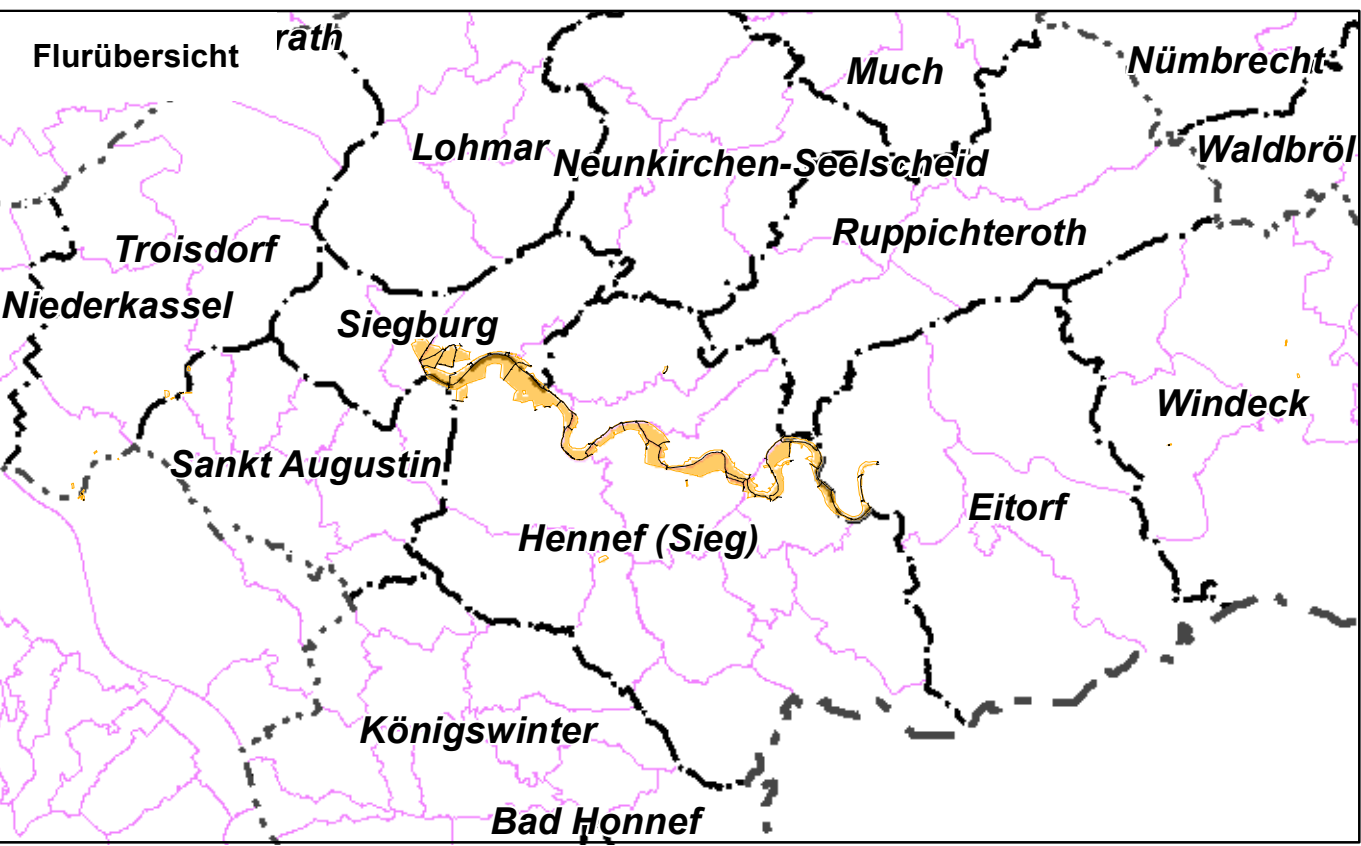 Flurübersicht
rath
Much
Nümbrecht
Lohmar
Neunkirchen-Seelscheid
Waldbröl
Troisdorf
Ruppichteroth
Niederkassel
Siegburg
Windeck
Sankt Augustin
Eitorf
Hennef (Sieg)
Königswinter
Bad Honnef